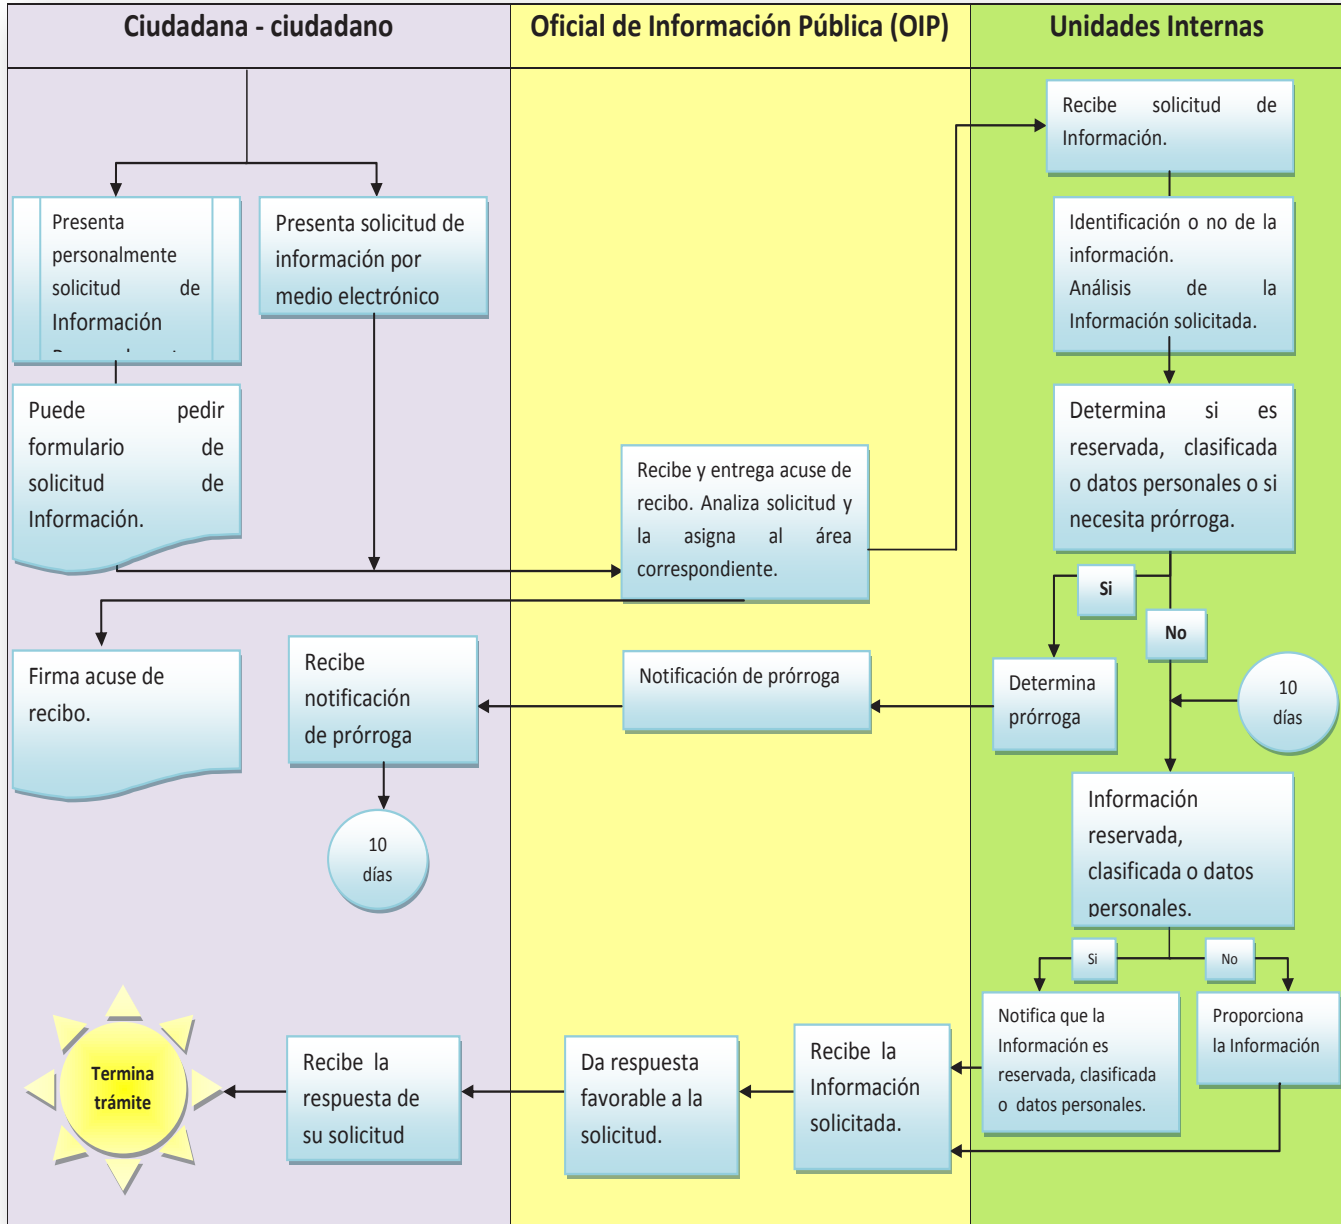 Ciudadana - ciudadano
Oficial de Información Pública (OIP)
Unidades Internas
Presenta
personalmente
solicitud de
Información
Presenta solicitud de
información por
medio electrónico
Puede pedir
formulario de
solicitud de
Información.
Recibe y entrega acuse de
recibo. Analiza solicitud y
la asigna al área
correspondiente.
Recibe solicitud de
Información.
Identificación o no de la
información.
Análisis de la
Información solicitada.
Determina si es
reservada, clasificada
o datos personales o si
necesita prórroga.
Si
No
Firma acuse de
recibo.
Recibe
notificación
de prórroga
Notificación de prórroga
Determina
prórroga
10
días
10
días
Información
reservada,
clasificada o datos
personales.
Si
No
Notifica que la
Información es
reservada, clasificada
o datos personales.
Proporciona
la Información
Recibe la
Información
solicitada.
Da respuesta
favorable a la
solicitud.
Recibe la
respuesta de
su solicitud
Termina
trámite